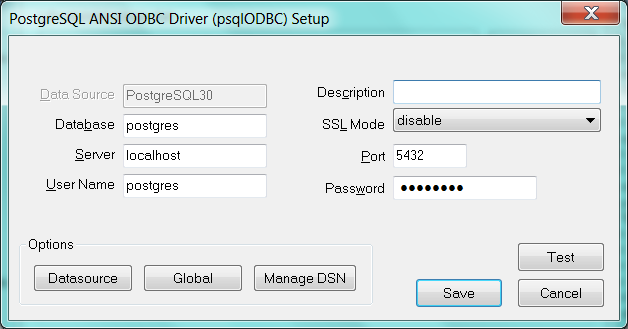 PostgreSQL ANSI ODBC Driver (psqlODBC) Setup
Data Source PostgreSQL30
Description
Database postgres
SSL Mode disable
Server localhost
Port 5432
User Name postgres
Password ●●●●●●●●
Options
Datasource
Global
Manage DSN
Test
Save
Cancel